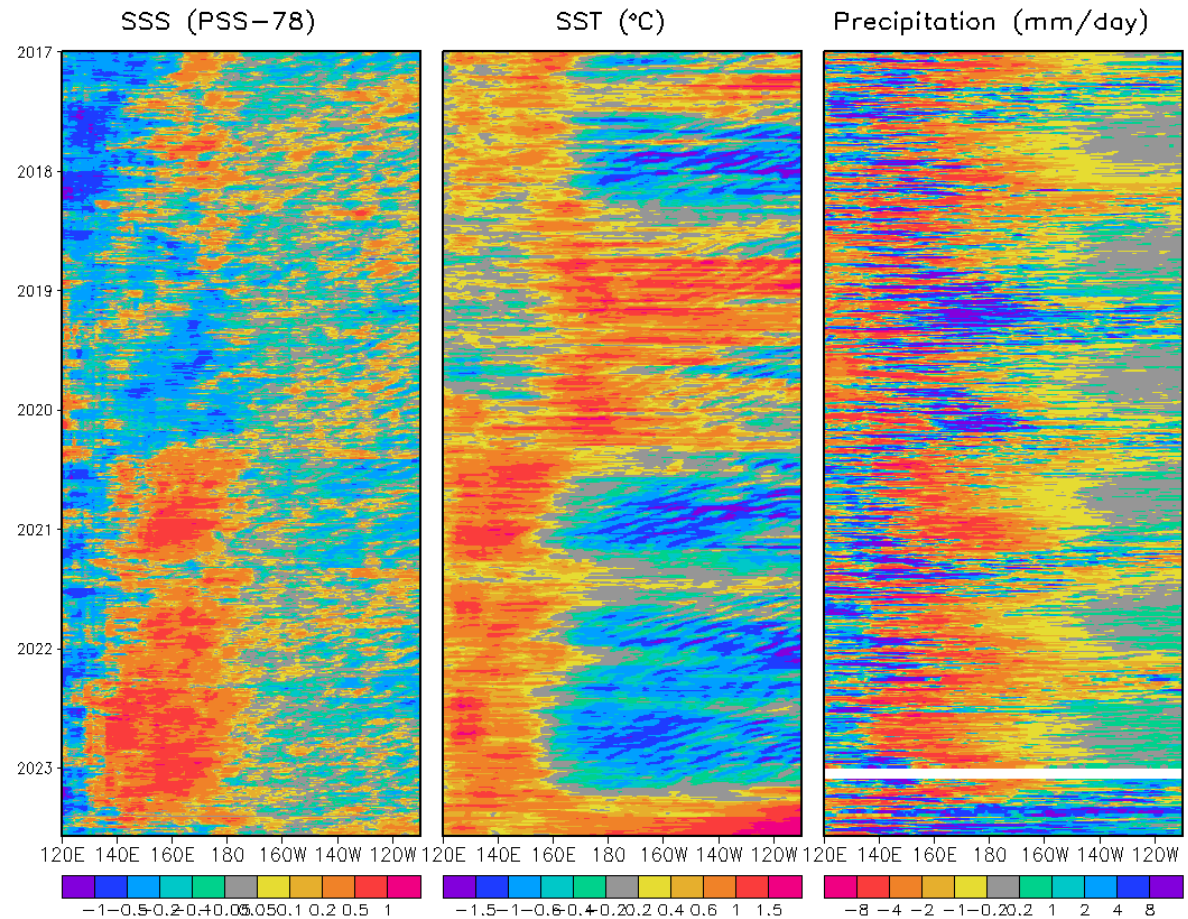 SSS (PSS-78) SST (°C) Precipitation (mm/day)
2017
2018
2019
2020
2021
2022
2023
120E 140E 160E 180 160W 140W 120W 120E 140E 160E 180 160W 140W 120W 120E 140E 160E 180 160W 140W 120W
-1 -0.5 -0.2 -0.1 -0.05 0.05 0.1 0.2 0.5 1 -1.5 -1 -0.6 -0.4 -0.2 0.2 0.4 0.6 1 1.5 -8 -4 -2 -1 -0.2 0.2 1 2 4 8